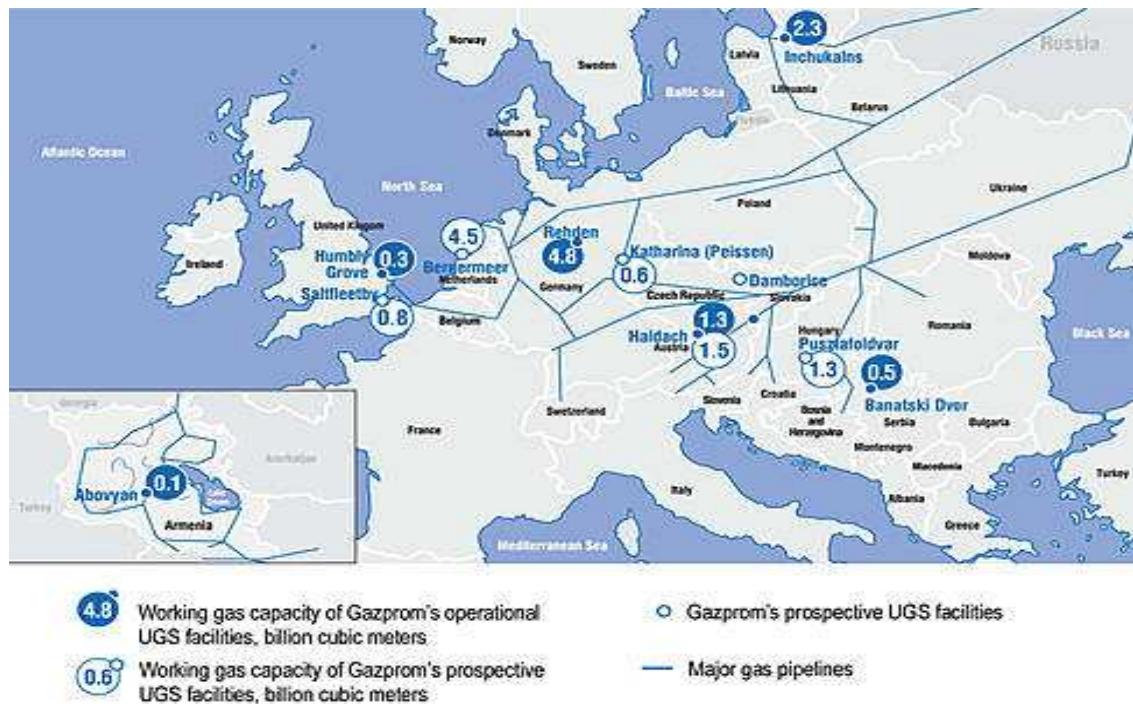 2.3
Inchukalns
Russia
Norway
Sweden
Latvia
Lithuania
Baltic Sea
Belarus
Denmark
Atlantic Ocean
North Sea
Ukraine
Poland
United Kingdom
4.5
Rehden
Humbly
Grove
0.3
Bergermeer
4.8
Katharina (Peissen)
Ireland
Netherlands
0.6
Damborise
Moldova
Saltfleetby
Germany
Czech Republic
Slovakia
0.8
Belgium
1.3
Haidach
Hungary
Romania
Black Sea
Austria
1.5
Puszlafoldvar
1.3
0.5
Banatski Dvor
Slovenia
Croatia
Swetzerland
Bosnia
and
Herzegovina
Serbia
Bulgaria
France
Montenegro
Macedonia
Georgia
Azerbaijan
Abovyan
0.1
Turkey
Armenia
Italy
Albania
Turkey
Greece
Mediterranean Sea
4.8
Working gas capacity of Gazprom's operational
UGS facilities, billion cubic meters
Gazprom's prospective UGS facilities
0.6
Working gas capacity of Gazprom's prospective
UGS facilities, billion cubic meters
Major gas pipelines